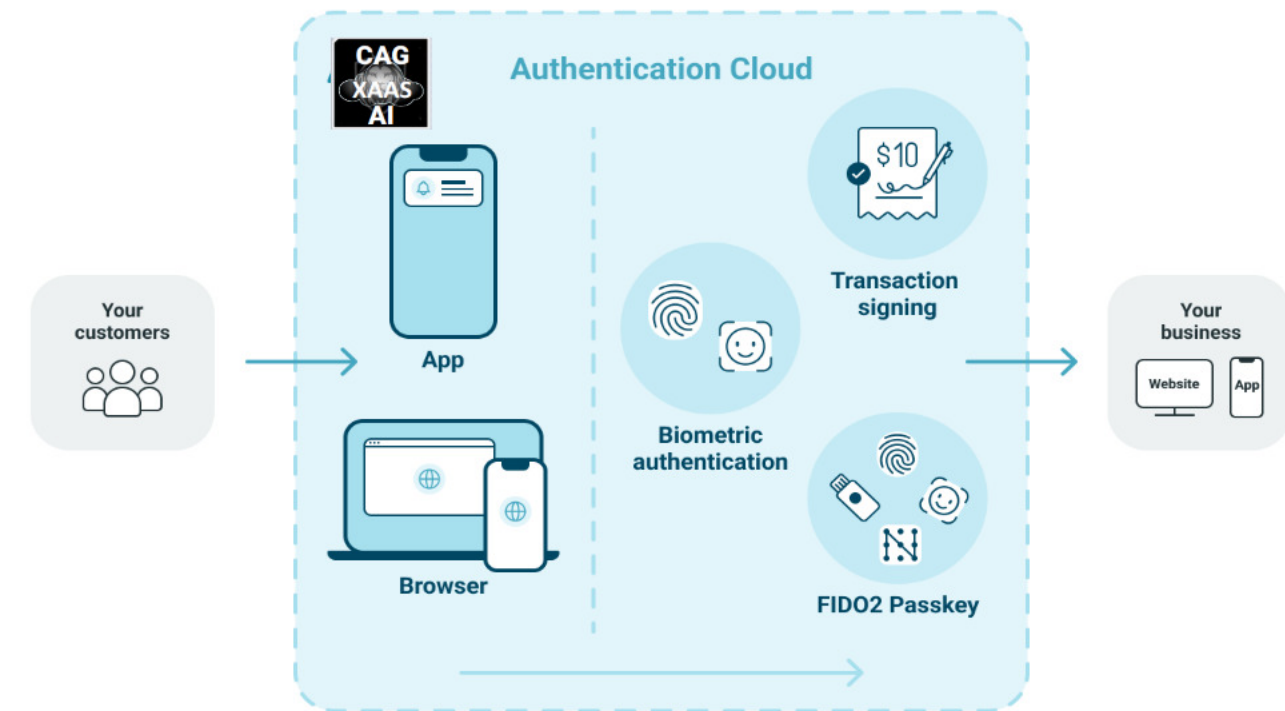 CAG
XAAS
AI
Authentication Cloud
$10
Transaction
signing
Your
customers
App
Biometric
authentication
Your
business
Website
App
Browser
FIDO2 Passkey